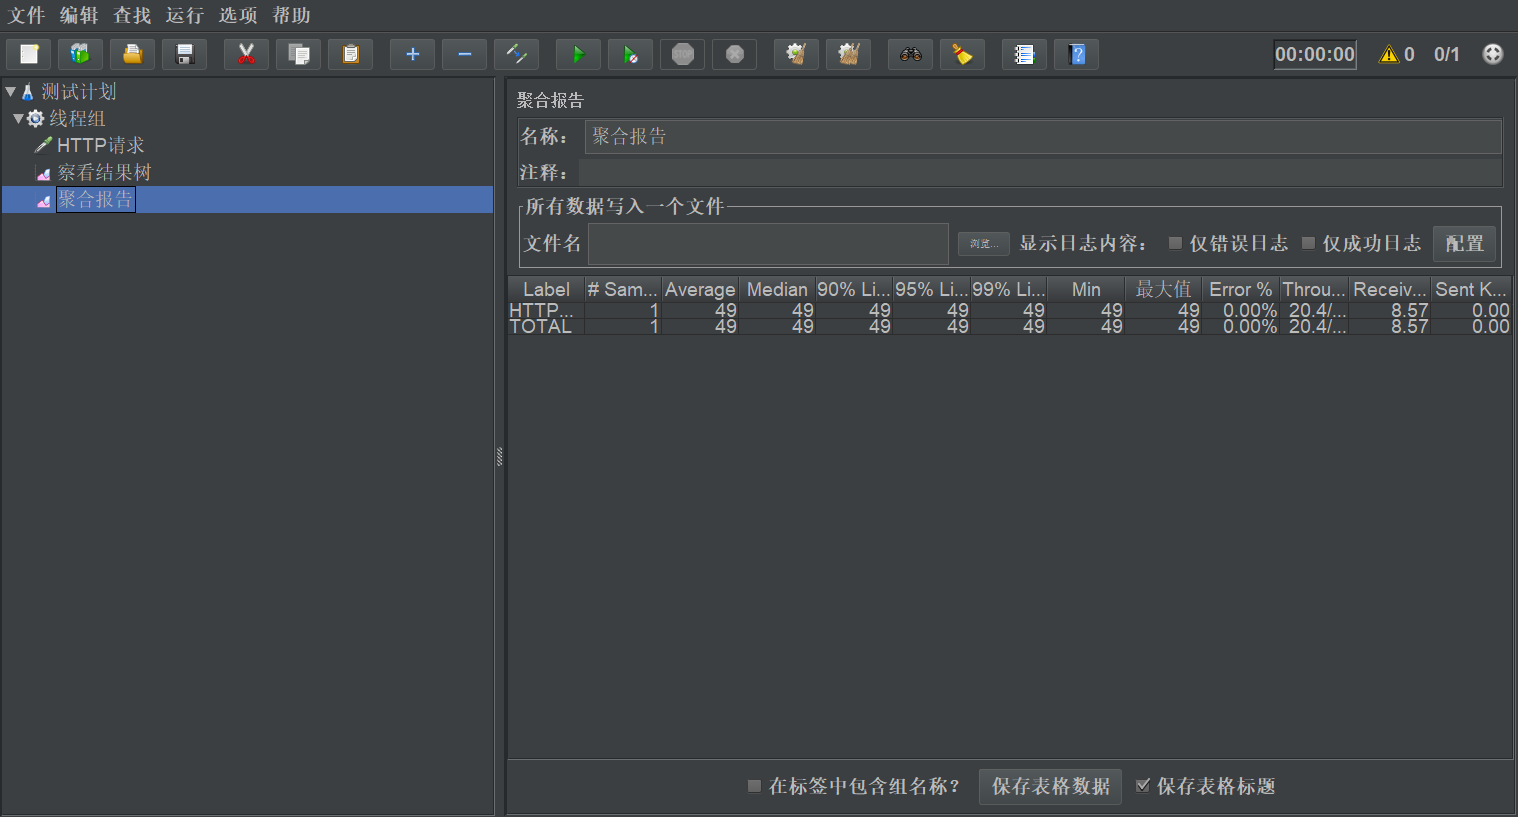 文件 编辑 查找 运行 选项 帮助
STOP 00:00:00 0 0/1
测试计划
线程组
HTTP请求
察看结果树
聚合报告
聚合报告
名称： 聚合报告
注释：
所有数据写入一个文件
文件名 浏览... 显示日志内容： 仅错误日志 仅成功日志 配置
Label # Sam... Average Median 90% Li... 95% Li... 99% Li... Min 最大值 Error % Throu... Receiv... Sent K...
HTTP... 1 49 49 49 49 49 49 49 0.00% 20.4/... 8.57 0.00
TOTAL 1 49 49 49 49 49 49 49 0.00% 20.4/... 8.57 0.00
在标签中包含组名称？ 保存表格数据 保存表格标题